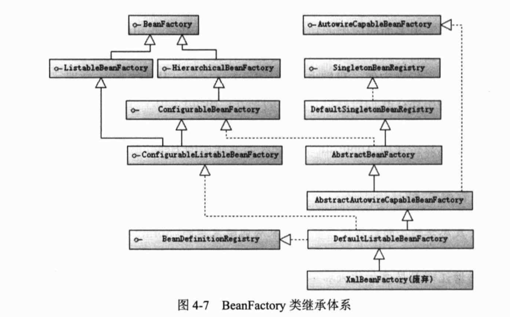 BeanFactory
AutowireCapableBeanFactory
ListableBeanFactory
HierarchicalBeanFactory
SingletonBeanRegistry
ConfigurableBeanFactory
DefaultSingletonBeanRegistry
ConfigurableListableBeanFactory
AbstractBeanFactory
AbstractAutowireCapableBeanFactory
BeanDefinitionRegistry
DefaultListableBeanFactory
XmlBeanFactory(废弃)
图 4-7 BeanFactory 类继承体系